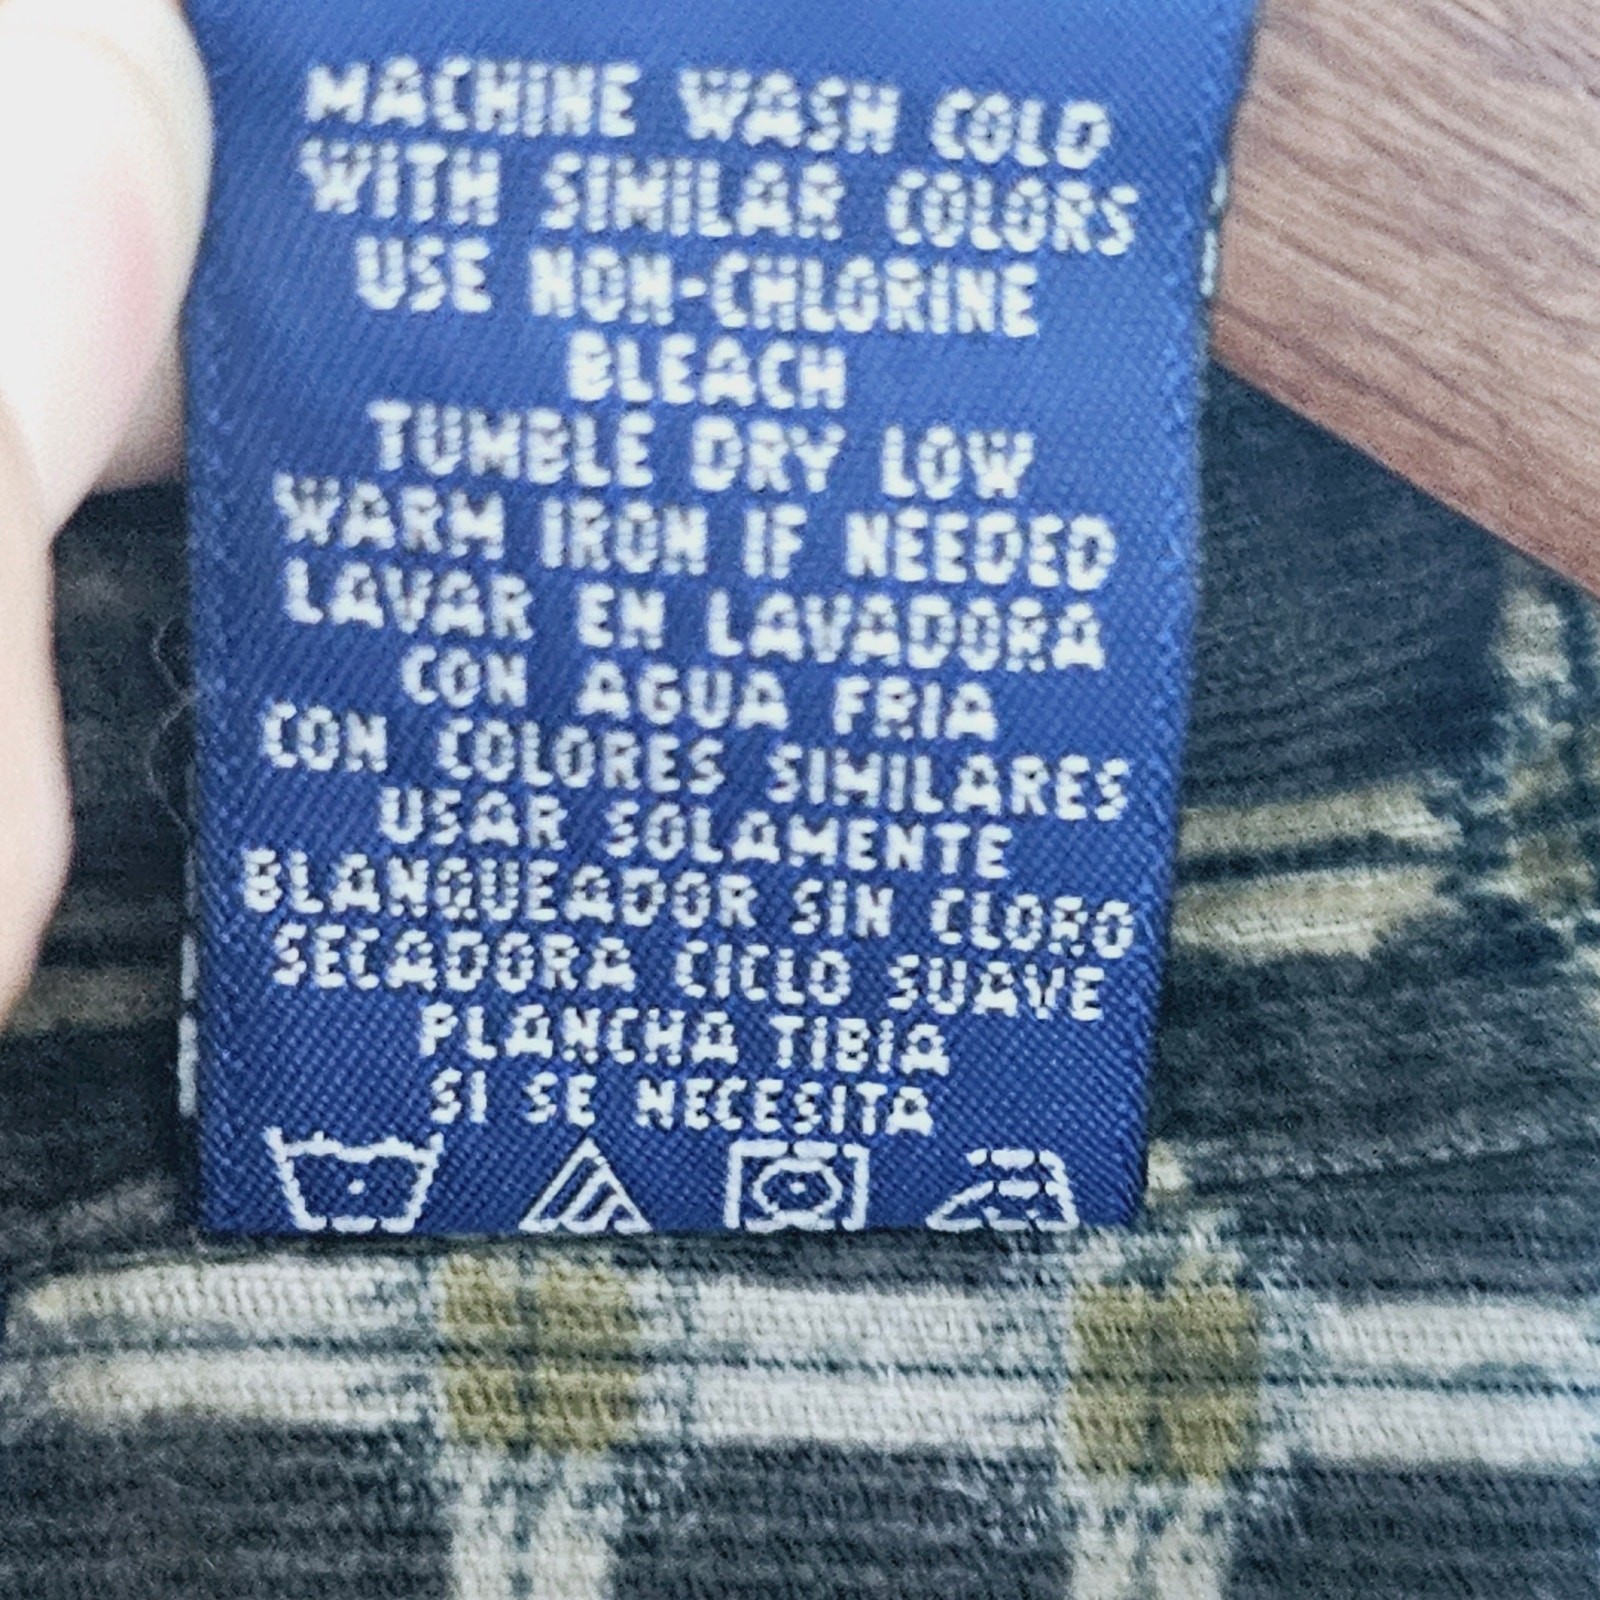 MACHINE WASH COLD
WITH SIMILAR COLORS
USE NON-CHLORINE
BLEACH
TUMBLE DRY LOW
WARM IRON IF NEEDED
LAVAR EN LAVADORA
CON AGUA FRIA
CON COLORES SIMILARES
USAR SOLAMENTE
BLANQUEADOR SIN CLORO
SECADORA CICLO SUAVE
PLANCHA TIBIA
SI SE NECESITA